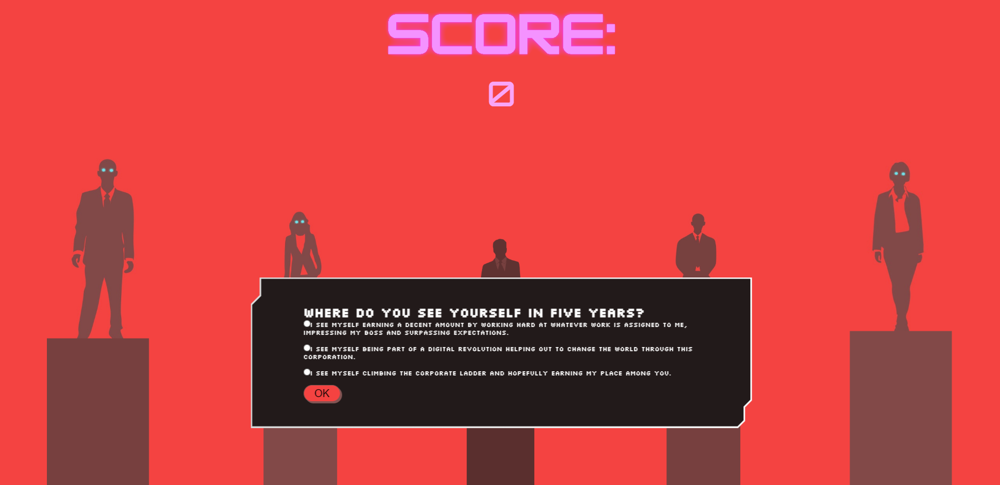 SCORE:
0
WHERE DO YOU SEE YOURSELF IN FIVE YEARS?
I SEE MYSELF EARNING A DECENT AMOUNT BY WORKING HARD AT WHATEVER WORK IS ASSIGNED TO ME,
IMPRESSING MY BOSS AND SURPASSING EXPECTATIONS.
I SEE MYSELF BEING PART OF A DIGITAL REVOLUTION HELPING OUT TO CHANGE THE WORLD THROUGH THIS
CORPORATION.
I SEE MYSELF CLIMBING THE CORPORATE LADDER AND HOPEFULLY EARNING MY PLACE AMONG YOU.
OK